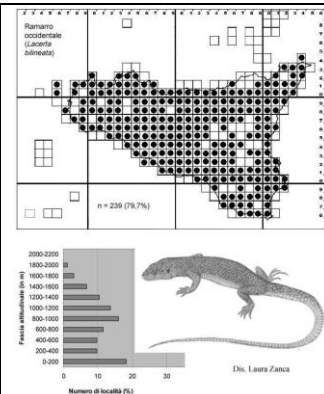 Ramarro
occidentale
(Lacerta
bilineata)
n = 239 (79,7%)
Fascia altitudinale (in m)
2000-2200
1800-2000
1600-1800
1400-1600
1200-1400
1000-1200
800-1000
600-800
400-600
200-400
0-200
0 10 20 30
Numero di località (%)
Dis. Laura Zanca